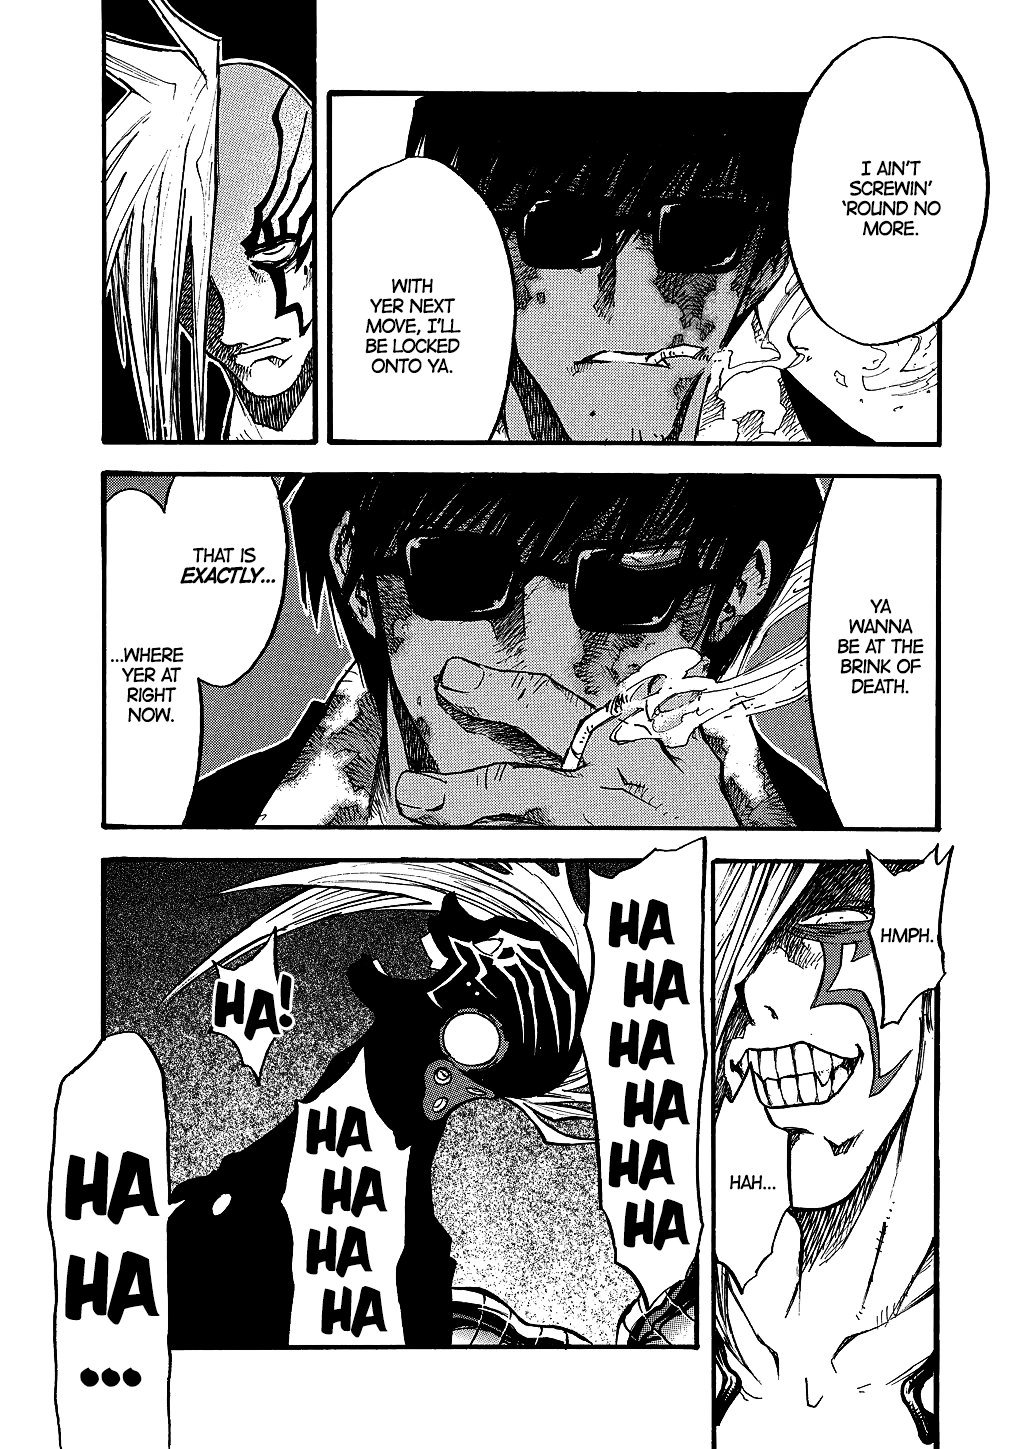 I AIN'T
SCREWIN'
'ROUND NO
MORE.
WITH
YER NEXT
MOVE, I'LL
BE LOCKED
ONTO YA.
YA
WANNA
BE AT THE
BRINK OF
DEATH.
THAT IS
EXACTLY...
...WHERE
YER AT
RIGHT
NOW.
HMPH.
HAH...
HA
HA
HA
HA
HA
HA
HA!
HA
HA
HA
HA
HA
HA
...